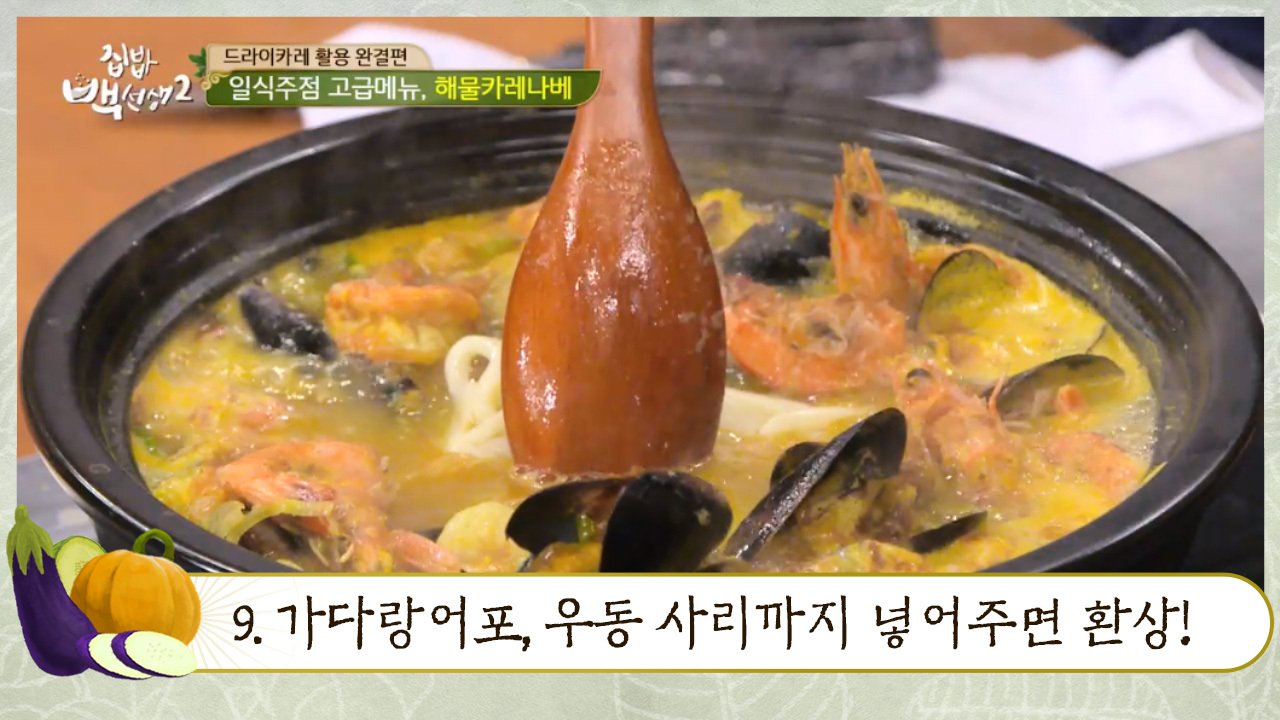 집밥
백선생2
드라이카레 활용 완결편
일식주점 고급메뉴, 해물카레나베
9. 가다랑어포, 우동 사리까지 넣어주면 환상!